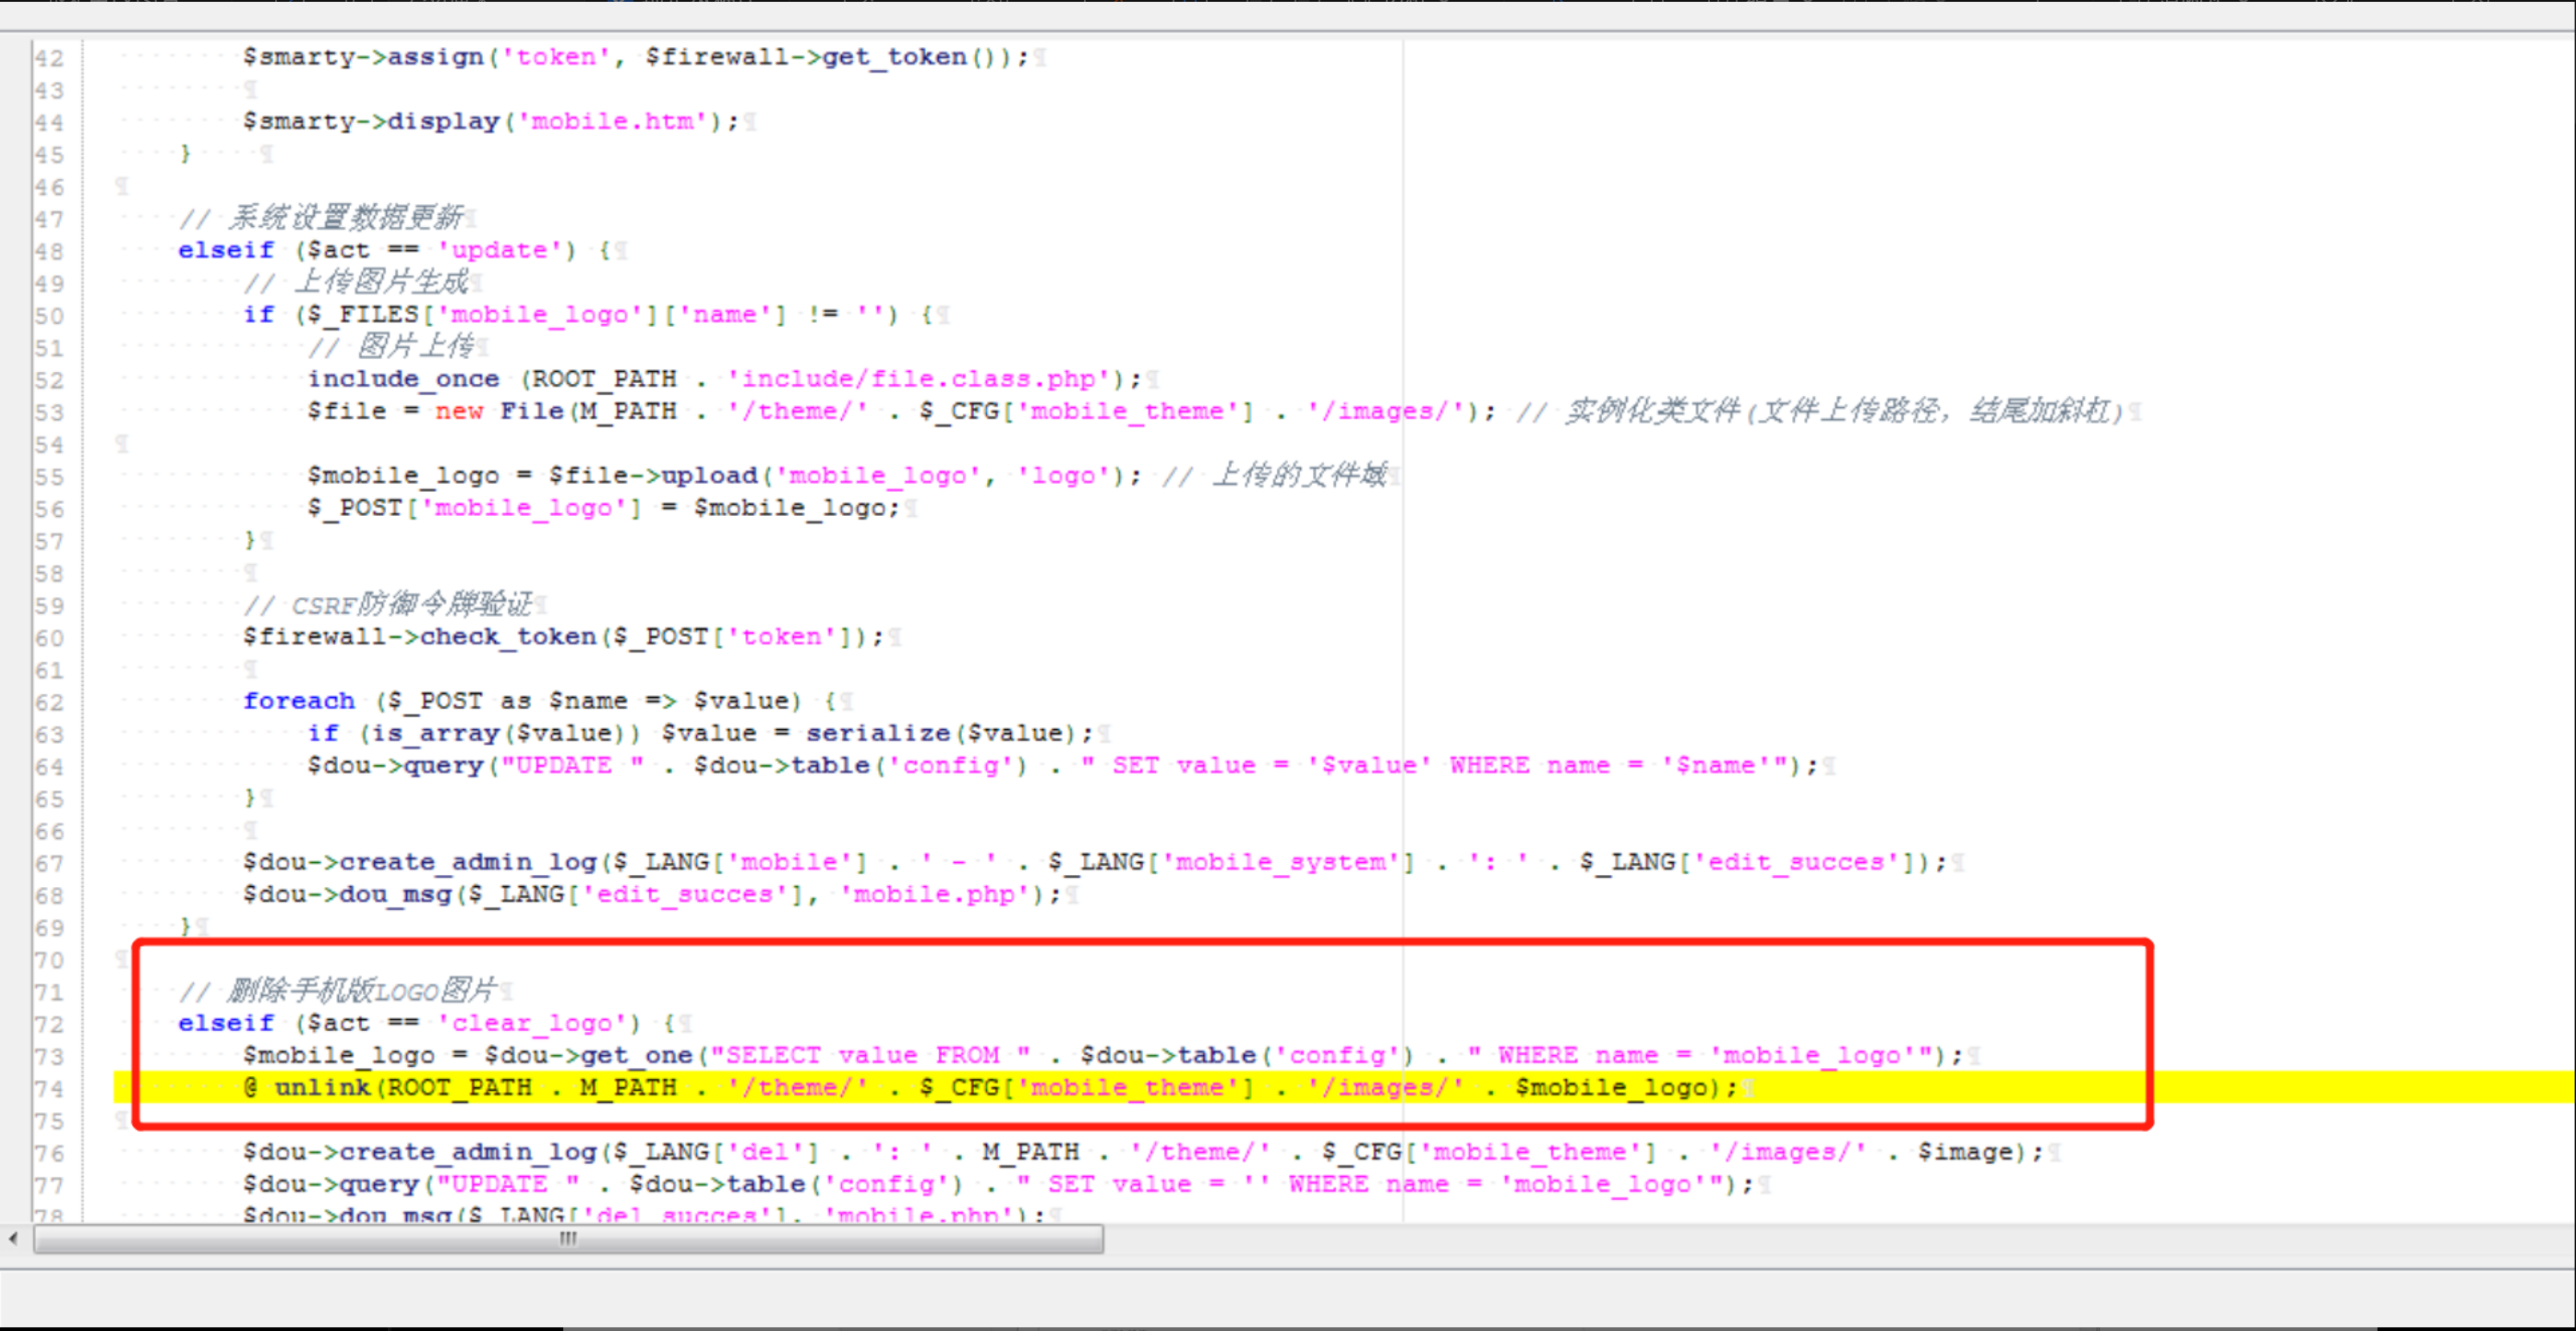 42 $smarty->assign('token', $firewall->get_token());
43
44 $smarty->display('mobile.htm');
45 }
46
47 // 系统设置数据更新
48 elseif ($act == 'update') {
49 // 上传图片生成
50 if ($_FILES['mobile_logo']['name'] != '') {
51 // 图片上传
52 include_once (ROOT_PATH . 'include/file.class.php');
53 $file = new File(M_PATH . '/theme/' . $_CFG['mobile_theme'] . '/images/'); // 实例化类文件(文件上传路径，结尾加斜杠)
54
55 $mobile_logo = $file->upload('mobile_logo', 'logo'); // 上传的文件域
56 $_POST['mobile_logo'] = $mobile_logo;
57 }
58
59 // CSRF防御令牌验证
60 $firewall->check_token($_POST['token']);
61
62 foreach ($_POST as $name => $value) {
63 if (is_array($value)) $value = serialize($value);
64 $dou->query("UPDATE " . $dou->table('config') . " SET value = '$value' WHERE name = '$name'");
65 }
66
67 $dou->create_admin_log($_LANG['mobile'] . ' - ' . $_LANG['mobile_system'] . ': ' . $_LANG['edit_succes']);
68 $dou->dou_msg($_LANG['edit_succes'], 'mobile.php');
69 }
70
71 // 删除手机版LOGO图片
72 elseif ($act == 'clear_logo') {
73 $mobile_logo = $dou->get_one("SELECT value FROM " . $dou->table('config') . " WHERE name = 'mobile_logo'");
74 @ unlink(ROOT_PATH . M_PATH . '/theme/' . $_CFG['mobile_theme'] . '/images/' . $mobile_logo);
75
76 $dou->create_admin_log($_LANG['del'] . ': ' . M_PATH . '/theme/' . $_CFG['mobile_theme'] . '/images/' . $image);
77 $dou->query("UPDATE " . $dou->table('config') . " SET value = '' WHERE name = 'mobile_logo'");
78 $dou->dou_msg($_LANG['del_succes'], 'mobile.php');